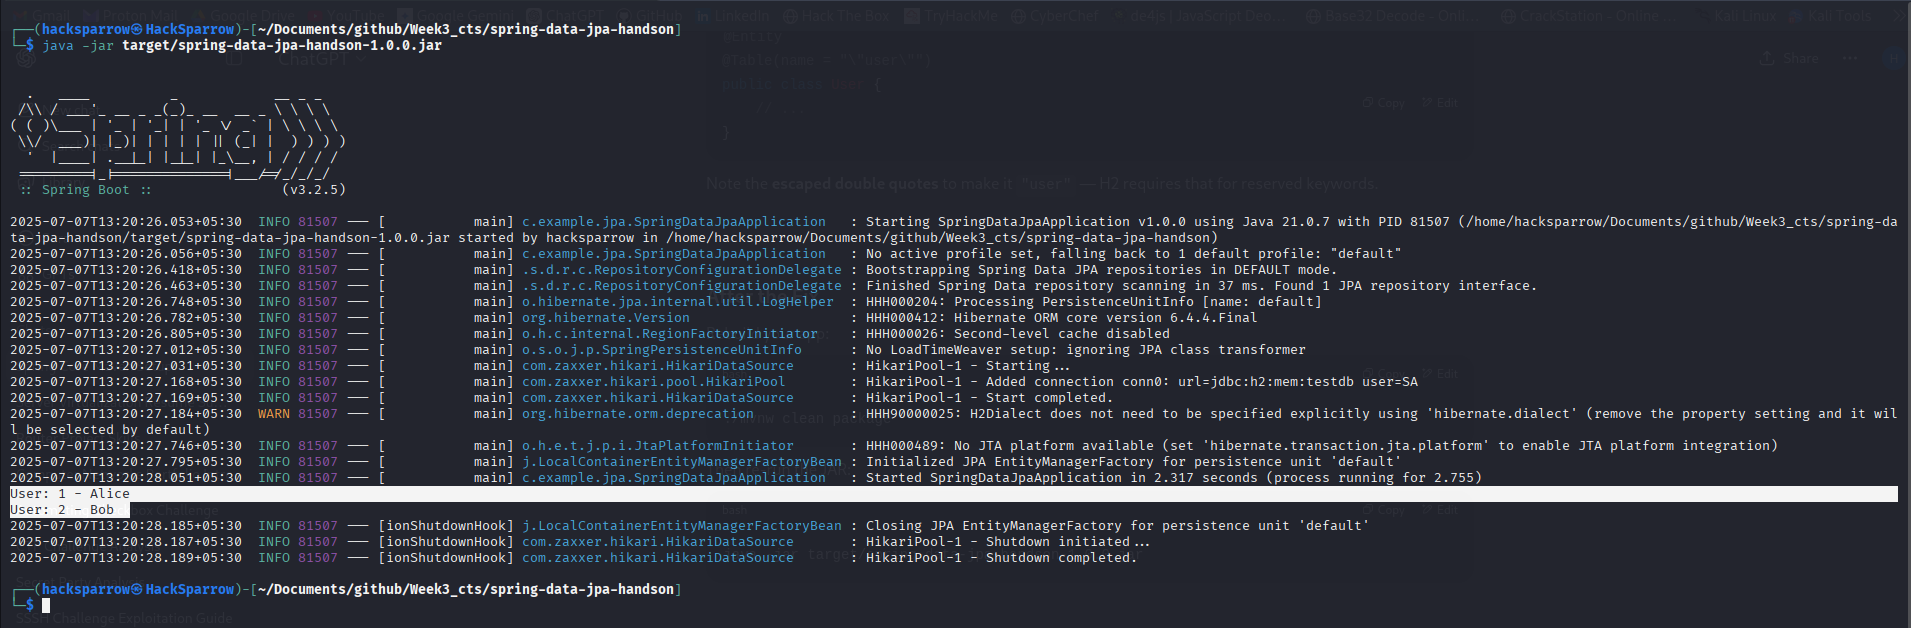 ┌──(hacksparrow㉿HackSparrow)-[~/Documents/github/Week3_cts/spring-data-jpa-handson]
└─$ java -jar target/spring-data-jpa-handson-1.0.0.jar
:: Spring Boot ::                (v3.2.5)
2025-07-07T13:20:26.053+05:30  INFO 81507 --- [           main] c.example.jpa.SpringDataJpaApplication   : Starting SpringDataJpaApplication v1.0.0 using Java 21.0.7 with PID 81507 (/home/hacksparrow/Documents/github/Week3_cts/spring-da
ta-jpa-handson/target/spring-data-jpa-handson-1.0.0.jar started by hacksparrow in /home/hacksparrow/Documents/github/Week3_cts/spring-data-jpa-handson)
2025-07-07T13:20:26.056+05:30  INFO 81507 --- [           main] c.example.jpa.SpringDataJpaApplication   : No active profile set, falling back to 1 default profile: "default"
2025-07-07T13:20:26.418+05:30  INFO 81507 --- [           main] .s.d.r.c.RepositoryConfigurationDelegate : Bootstrapping Spring Data JPA repositories in DEFAULT mode.
2025-07-07T13:20:26.463+05:30  INFO 81507 --- [           main] .s.d.r.c.RepositoryConfigurationDelegate : Finished Spring Data repository scanning in 37 ms. Found 1 JPA repository interface.
2025-07-07T13:20:26.748+05:30  INFO 81507 --- [           main] o.hibernate.jpa.internal.util.LogHelper  : HHH000204: Processing PersistenceUnitInfo [name: default]
2025-07-07T13:20:26.782+05:30  INFO 81507 --- [           main] org.hibernate.Version                    : HHH000412: Hibernate ORM core version 6.4.4.Final
2025-07-07T13:20:26.805+05:30  INFO 81507 --- [           main] o.h.c.internal.RegionFactoryInitiator    : HHH000026: Second-level cache disabled
2025-07-07T13:20:27.012+05:30  INFO 81507 --- [           main] o.s.o.j.p.SpringPersistenceUnitInfo      : No LoadTimeWeaver setup: ignoring JPA class transformer
2025-07-07T13:20:27.031+05:30  INFO 81507 --- [           main] com.zaxxer.hikari.HikariDataSource       : HikariPool-1 - Starting...
2025-07-07T13:20:27.168+05:30  INFO 81507 --- [           main] com.zaxxer.hikari.pool.HikariPool        : HikariPool-1 - Added connection conn0: url=jdbc:h2:mem:testdb user=SA
2025-07-07T13:20:27.169+05:30  INFO 81507 --- [           main] com.zaxxer.hikari.HikariDataSource       : HikariPool-1 - Start completed.
2025-07-07T13:20:27.184+05:30  WARN 81507 --- [           main] org.hibernate.orm.deprecation            : HHH90000025: H2Dialect does not need to be specified explicitly using 'hibernate.dialect' (remove the property setting and it wil
l be selected by default)
2025-07-07T13:20:27.746+05:30  INFO 81507 --- [           main] o.h.e.t.j.p.i.JtaPlatformInitiator       : HHH000489: No JTA platform available (set 'hibernate.transaction.jta.platform' to enable JTA platform integration)
2025-07-07T13:20:27.795+05:30  INFO 81507 --- [           main] j.LocalContainerEntityManagerFactoryBean : Initialized JPA EntityManagerFactory for persistence unit 'default'
2025-07-07T13:20:28.051+05:30  INFO 81507 --- [           main] c.example.jpa.SpringDataJpaApplication   : Started SpringDataJpaApplication in 2.317 seconds (process running for 2.755)
User: 1 - Alice
User: 2 - Bob
2025-07-07T13:20:28.185+05:30  INFO 81507 --- [ionShutdownHook] j.LocalContainerEntityManagerFactoryBean : Closing JPA EntityManagerFactory for persistence unit 'default'
2025-07-07T13:20:28.187+05:30  INFO 81507 --- [ionShutdownHook] com.zaxxer.hikari.HikariDataSource       : HikariPool-1 - Shutdown initiated...
2025-07-07T13:20:28.189+05:30  INFO 81507 --- [ionShutdownHook] com.zaxxer.hikari.HikariDataSource       : HikariPool-1 - Shutdown completed.
┌──(hacksparrow㉿HackSparrow)-[~/Documents/github/Week3_cts/spring-data-jpa-handson]
└─$